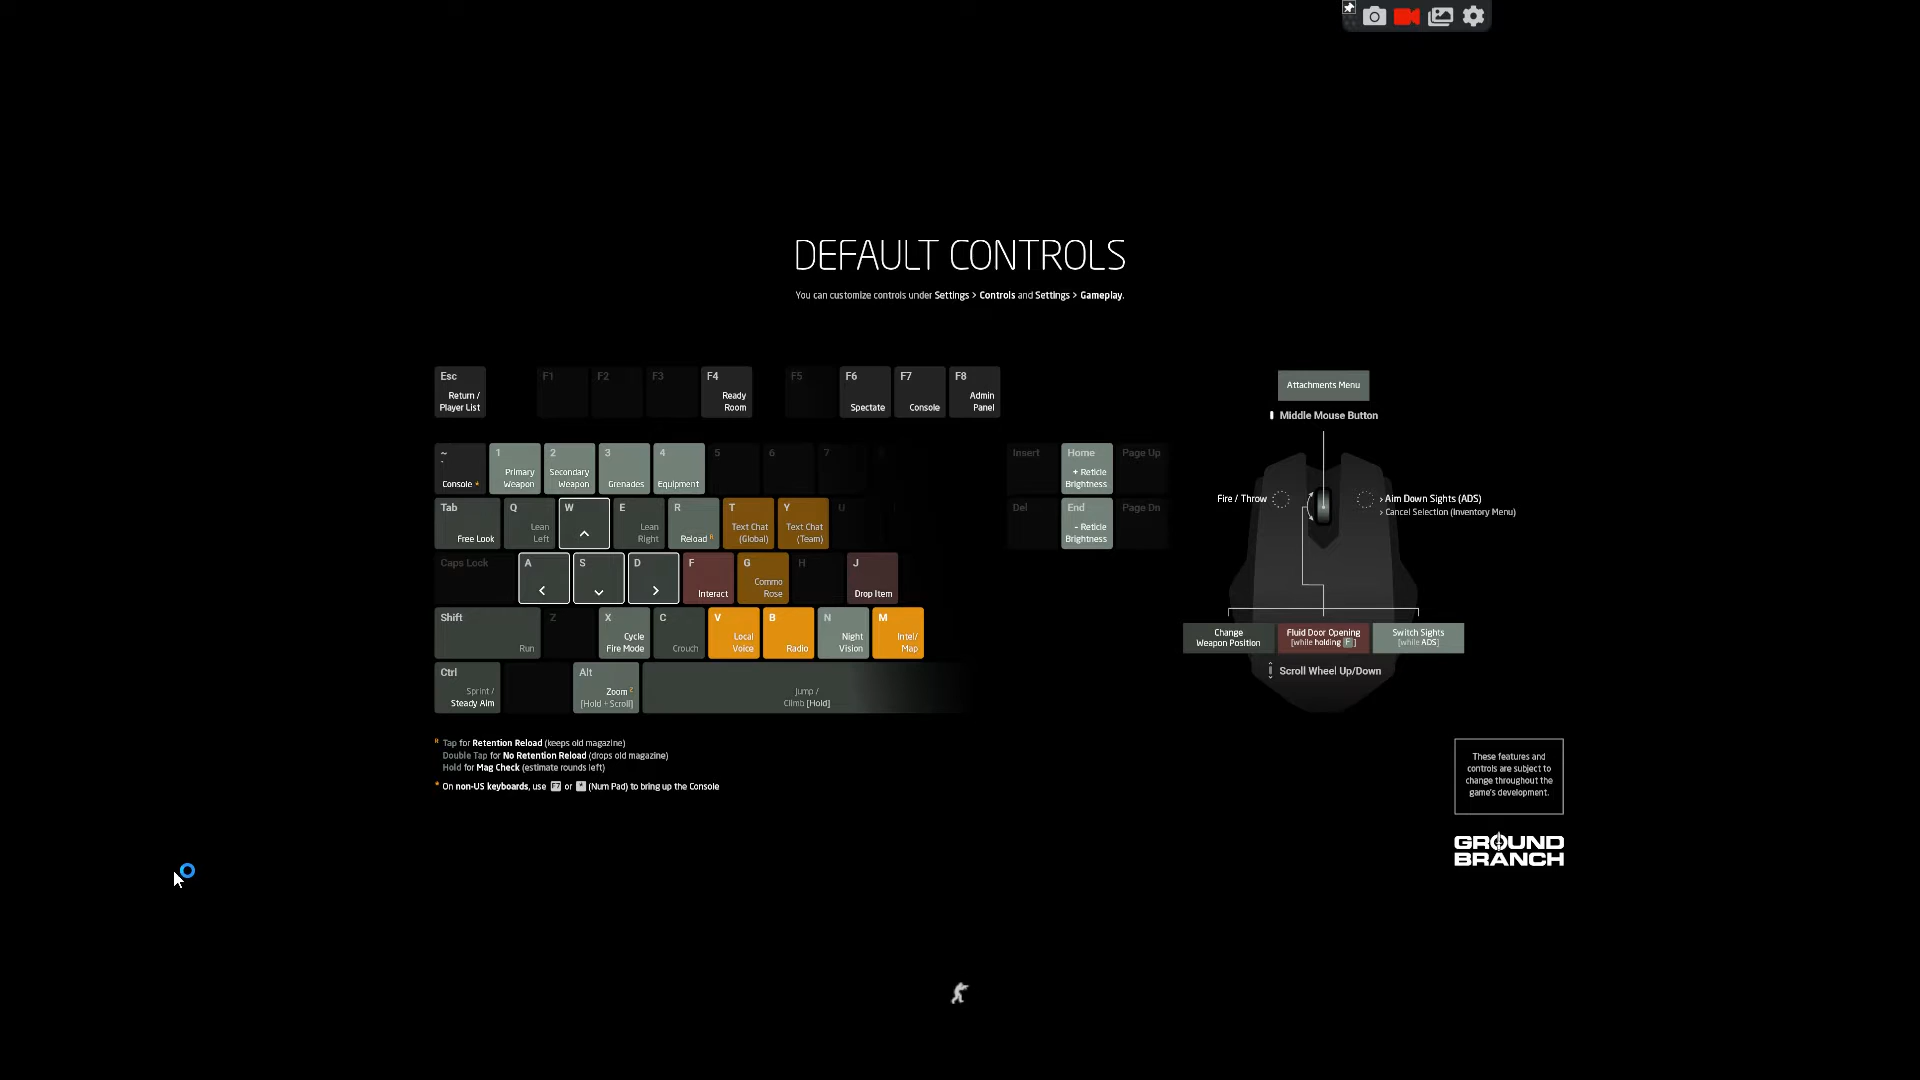 DEFAULT CONTROLS
You can customize controls under Settings > Controls and Settings > Gameplay.
Esc
Return /
Player List
F1
F2
F3
F4
Ready
Room
F5
F6
Spectate
F7
Console
F8
Admin
Panel
~
Console *
1
Primary
Weapon
2
Secondary
Weapon
3
Grenades
4
Equipment
5
6
7
Insert
Home
+ Reticle
Brightness
Page Up
Tab
Free Look
Q
Lean
Left
W
E
Lean
Right
R
Reload R
T
Text Chat
(Global)
Y
Text Chat
(Team)
U
Del
End
- Reticle
Brightness
Page Dn
Caps Lock
A
S
D
F
Interact
G
Commo
Rose
H
J
Drop Item
Shift
Run
Z
X
Cycle
Fire Mode
C
Crouch
V
Local
Voice
B
Radio
N
Night
Vision
M
Intel/
Map
Ctrl
Sprint /
Steady Aim
Alt
Zoom Z
[Hold + Scroll]
Jump /
Climb [Hold]
Attachments Menu
Middle Mouse Button
Fire / Throw
> Aim Down Sights (ADS)
> Cancel Selection (Inventory Menu)
Change
Weapon Position
Fluid Door Opening
[while holding F]
Switch Sights
[while ADS]
Scroll Wheel Up/Down
R Tap for Retention Reload (keeps old magazine)
Double Tap for No Retention Reload (drops old magazine)
Hold for Mag Check (estimate rounds left)
* On non-US keyboards, use F7 or * (Num Pad) to bring up the Console
These features and
controls are subject to
change throughout the
game's development.
GROUND
BRANCH